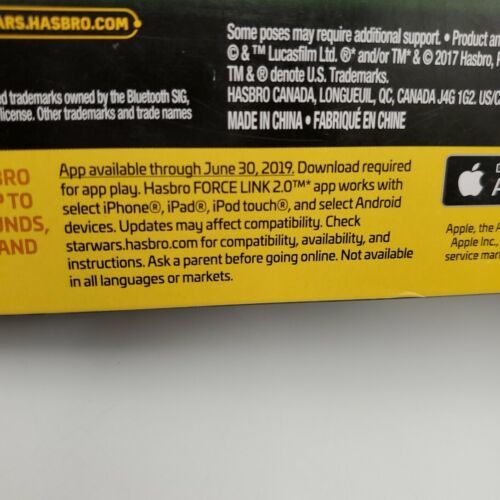 WARS.HASBRO.COM
Some poses may require additional support. • Product an
© & ™ Lucasfilm Ltd. ®* and/or TM* & © 2017 Hasbro,
TM & ® denote U.S. Trademarks.
ed trademarks owned by the Bluetooth SIG,
HASBRO CANADA, LONGUEUIL, QC, CANADA J4G 1G2. US/C
license. Other trademarks and trade names
MADE IN CHINA • FABRIQUÉ EN CHINE
BRO
P TO
UNDS,
AND
App available through June 30, 2019. Download required
for app play. Hasbro FORCE LINK 2.0™* app works with
select iPhone®, iPad®, iPod touch®, and select Android
devices. Updates may affect compatibility. Check
starwars.hasbro.com for compatibility, availability, and
instructions. Ask a parent before going online. Not available
in all languages or markets.
Apple, the A
Apple Inc.,
service mar